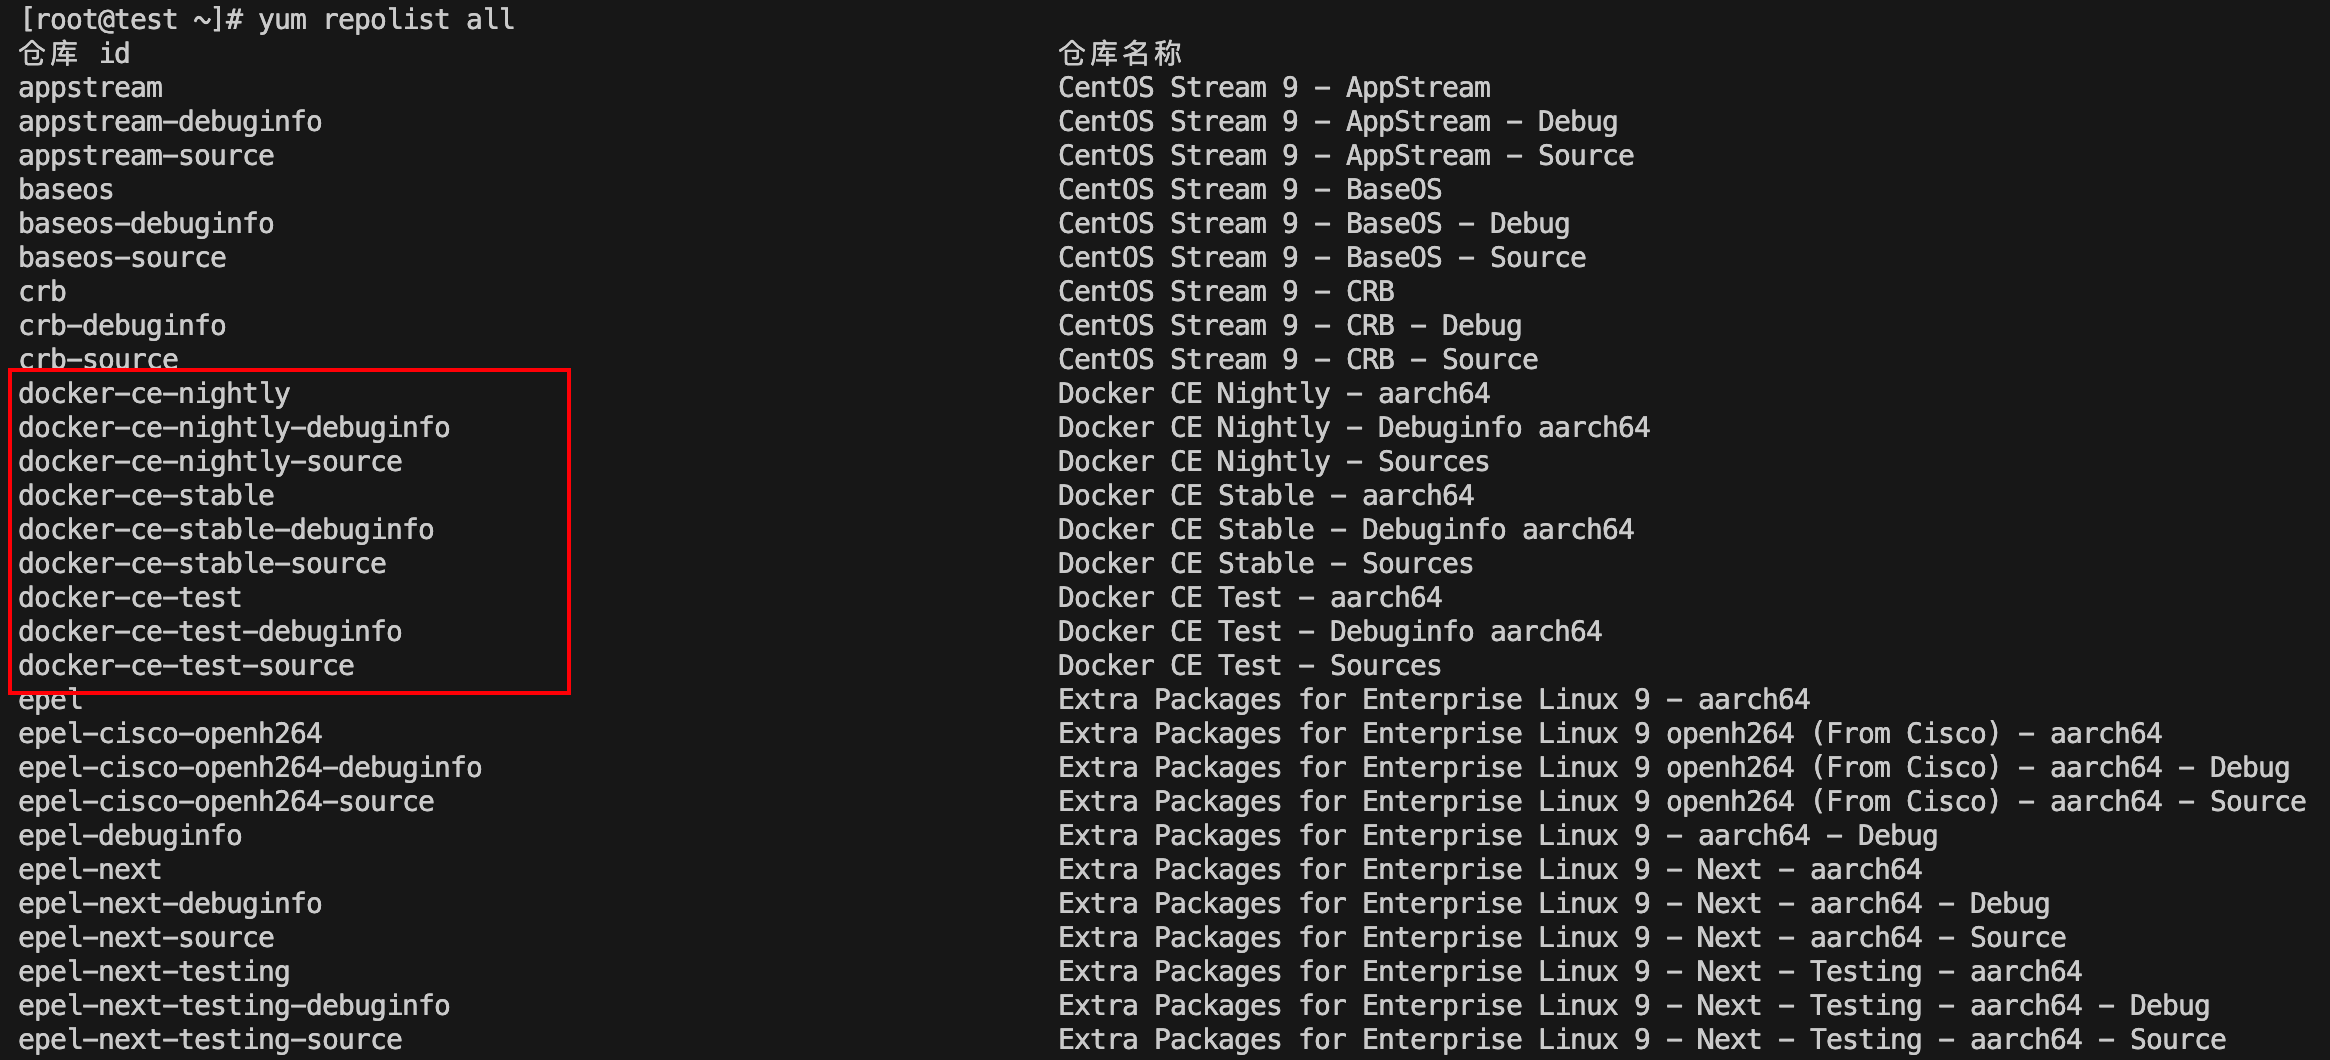 [root@test ~]# yum repolist all
仓库 id 仓库名称
appstream CentOS Stream 9 - AppStream
appstream-debuginfo CentOS Stream 9 - AppStream - Debug
appstream-source CentOS Stream 9 - AppStream - Source
baseos CentOS Stream 9 - BaseOS
baseos-debuginfo CentOS Stream 9 - BaseOS - Debug
baseos-source CentOS Stream 9 - BaseOS - Source
crb CentOS Stream 9 - CRB
crb-debuginfo CentOS Stream 9 - CRB - Debug
crb-source CentOS Stream 9 - CRB - Source
docker-ce-nightly Docker CE Nightly - aarch64
docker-ce-nightly-debuginfo Docker CE Nightly - Debuginfo aarch64
docker-ce-nightly-source Docker CE Nightly - Sources
docker-ce-stable Docker CE Stable - aarch64
docker-ce-stable-debuginfo Docker CE Stable - Debuginfo aarch64
docker-ce-stable-source Docker CE Stable - Sources
docker-ce-test Docker CE Test - aarch64
docker-ce-test-debuginfo Docker CE Test - Debuginfo aarch64
docker-ce-test-source Docker CE Test - Sources
epel Extra Packages for Enterprise Linux 9 - aarch64
epel-cisco-openh264 Extra Packages for Enterprise Linux 9 openh264 (From Cisco) - aarch64
epel-cisco-openh264-debuginfo Extra Packages for Enterprise Linux 9 openh264 (From Cisco) - aarch64 - Debug
epel-cisco-openh264-source Extra Packages for Enterprise Linux 9 openh264 (From Cisco) - aarch64 - Source
epel-debuginfo Extra Packages for Enterprise Linux 9 - aarch64 - Debug
epel-next Extra Packages for Enterprise Linux 9 - Next - aarch64
epel-next-debuginfo Extra Packages for Enterprise Linux 9 - Next - aarch64 - Debug
epel-next-source Extra Packages for Enterprise Linux 9 - Next - aarch64 - Source
epel-next-testing Extra Packages for Enterprise Linux 9 - Next - Testing - aarch64
epel-next-testing-debuginfo Extra Packages for Enterprise Linux 9 - Next - Testing - aarch64 - Debug
epel-next-testing-source Extra Packages for Enterprise Linux 9 - Next - Testing - aarch64 - Source